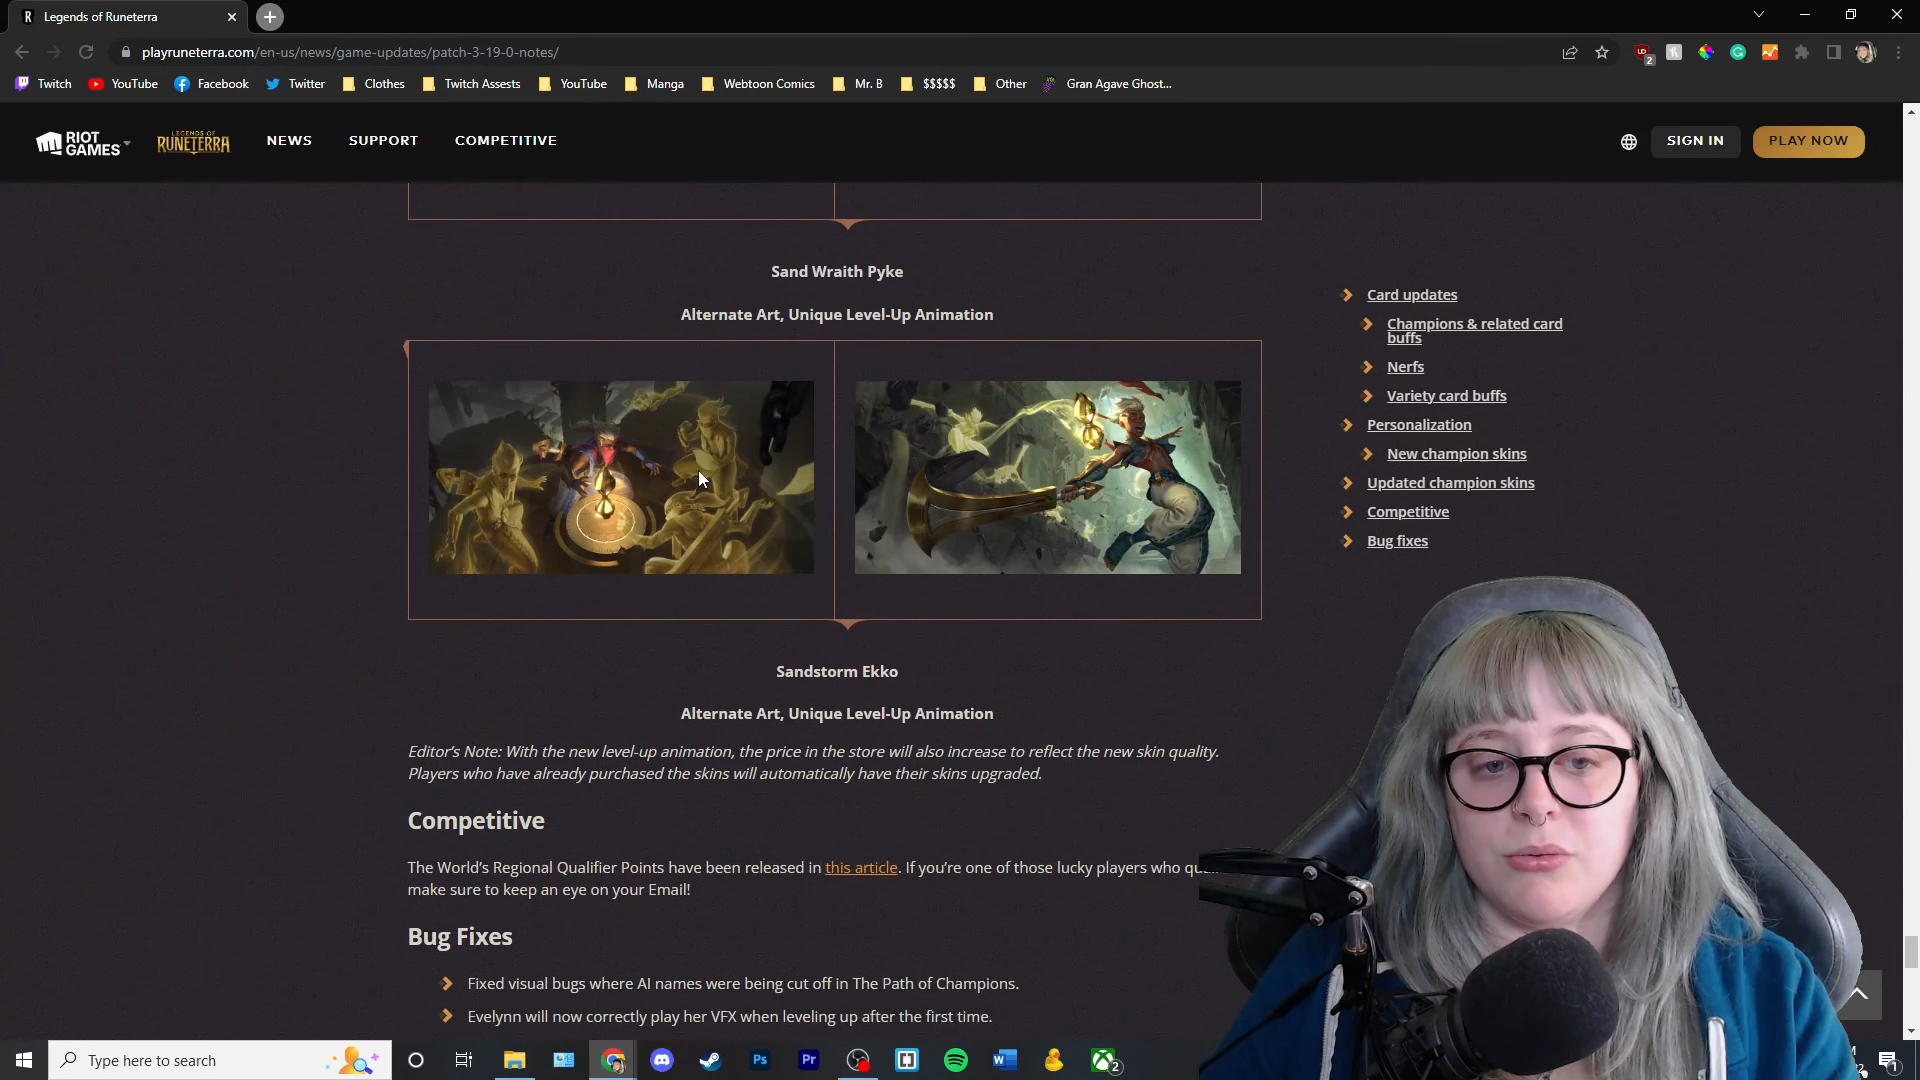 Legends of Runeterra
playruneterra.com/en-us/news/game-updates/patch-3-19-0-notes/
2
Twitch
YouTube
Facebook
Twitter
Clothes
Twitch Assests
YouTube
Manga
Webtoon Comics
Mr. B
$$$$$
Other
Gran Agave Ghost...
RIOT GAMES
LEGENDS OF RUNETERRA
NEWS
SUPPORT
COMPETITIVE
SIGN IN
PLAY NOW
Sand Wraith Pyke
Alternate Art, Unique Level-Up Animation
Sandstorm Ekko
Alternate Art, Unique Level-Up Animation
Editor's Note: With the new level-up animation, the price in the store will also increase to reflect the new skin quality.
Players who have already purchased the skins will automatically have their skins upgraded.
Competitive
The World's Regional Qualifier Points have been released in this article. If you're one of those lucky players who
make sure to keep an eye on your Email!
Bug Fixes
Fixed visual bugs where AI names were being cut off in The Path of Champions.
Evelynn will now correctly play her VFX when leveling up after the first time.
Card updates
Champions & related card
buffs
Nerfs
Variety card buffs
Personalization
New champion skins
Updated champion skins
Competitive
Bug fixes
Type here to search
Ps
Pr
W
2
1